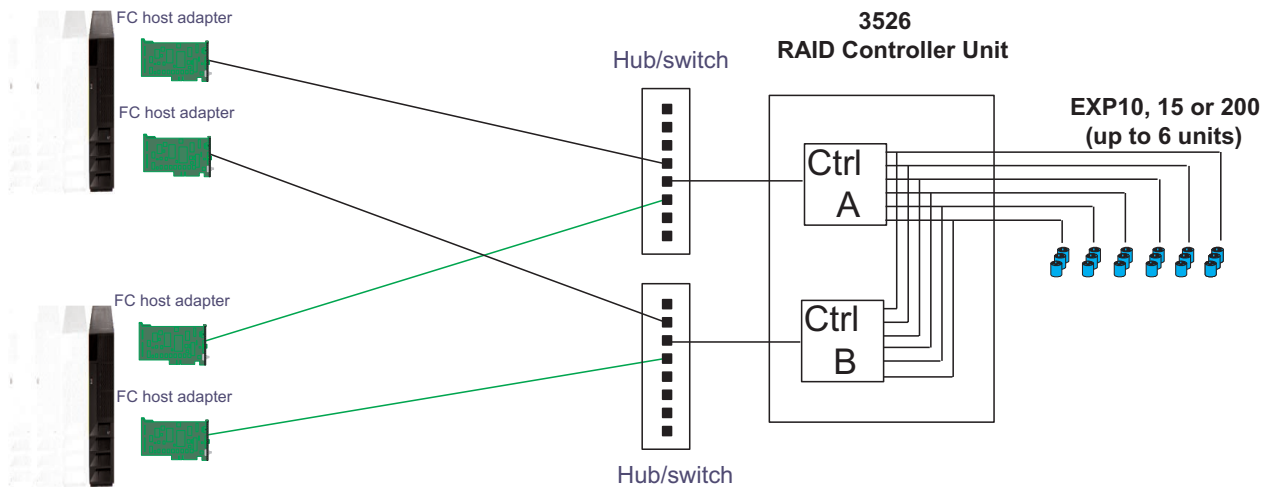 FC host adapter
3526
RAID Controller Unit
Hub/switch
FC host adapter
EXP10, 15 or 200
(up to 6 units)
Ctrl
A
FC host adapter
Ctrl
B
FC host adapter
Hub/switch